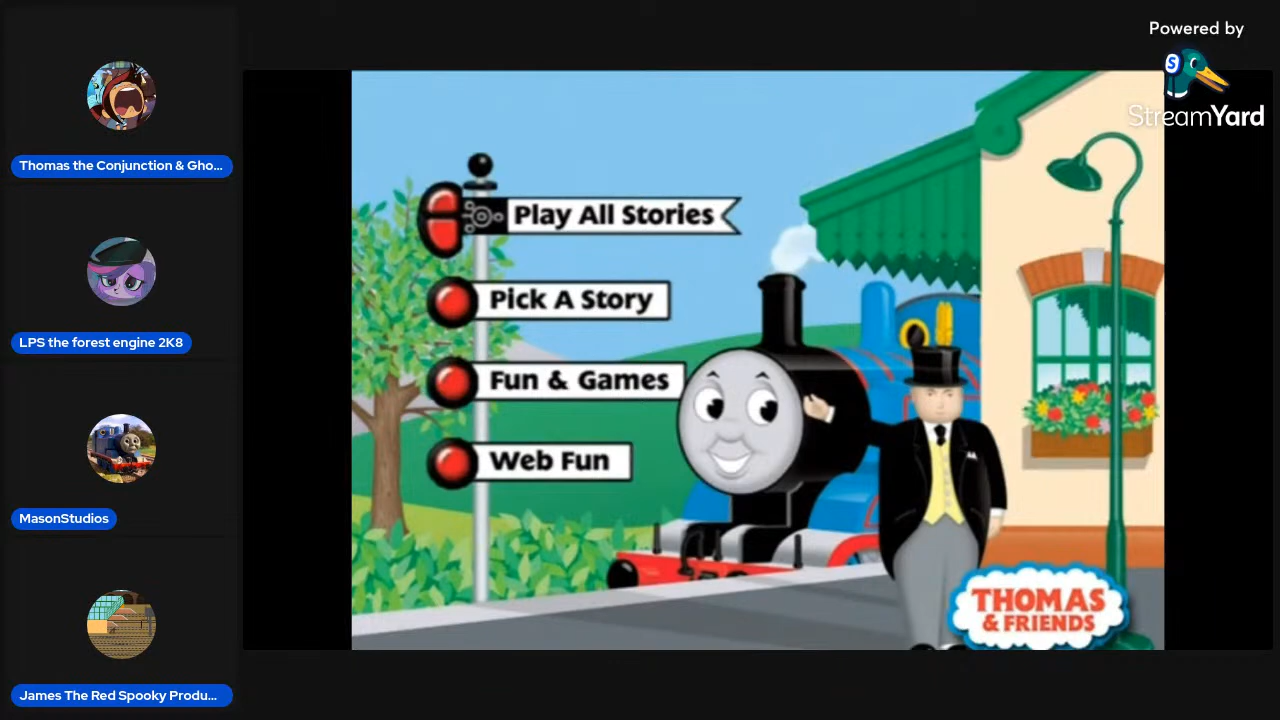 Powered by
StreamYard
Thomas the Conjunction & Gho...
LPS the forest engine 2K8
MasonStudios
James The Red Spooky Produ...
Play All Stories
Pick A Story
Fun & Games
Web Fun
THOMAS
& FRIENDS